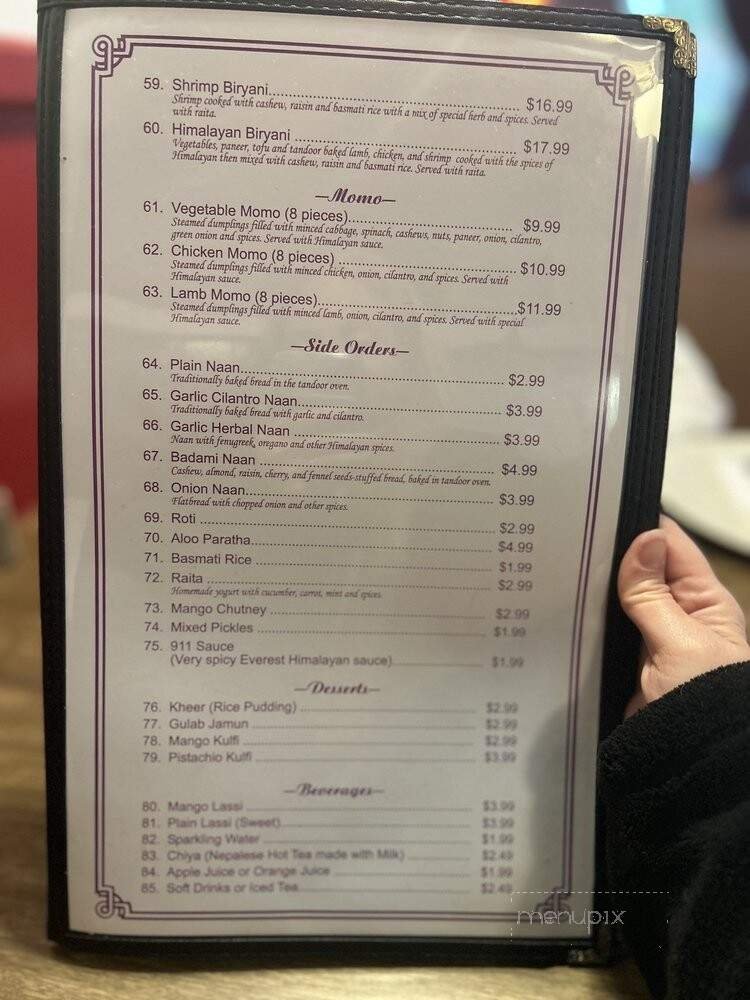 59. Shrimp Biryani.......... $16.99
Shrimp cooked with cashew, raisin and basmati rice with a mix of special herb and spices. Served
with raita.
60. Himalayan Biryani .......... $17.99
Vegetables, paneer, tofu and tandoor baked lamb, chicken, and shrimp cooked with the spices of
Himalayan then mixed with cashew, raisin and basmati rice. Served with raita.
—Momo—
61. Vegetable Momo (8 pieces).......... $9.99
Steamed dumplings filled with minced cabbage, spinach, cashews, nuts, paneer, onion, cilantro,
green onion and spices. Served with Himalayan sauce.
62. Chicken Momo (8 pieces) .......... $10.99
Steamed dumplings filled with minced chicken, onion, cilantro, and spices. Served with
Himalayan sauce.
63. Lamb Momo (8 pieces)..........$11.99
Steamed dumplings filled with minced lamb, onion, cilantro, and spices. Served with special
Himalayan sauce.
—Side Orders—
64. Plain Naan.......... $2.99
Traditionally baked bread in the tandoor oven.
65. Garlic Cilantro Naan.......... $3.99
Traditionally baked bread with garlic and cilantro.
66. Garlic Herbal Naan .......... $3.99
Naan with fenugreek, oregano and other Himalayan spices.
67. Badami Naan .......... $4.99
Cashew, almond, raisin, cherry, and fennel seeds-stuffed bread, baked in tandoor oven.
68. Onion Naan.......... $3.99
Flatbread with chopped onion and other spices.
69. Roti .......... $2.99
70. Aloo Paratha.......... $4.99
71. Basmati Rice .......... $1.99
72. Raita .......... $2.99
Homemade yogurt with cucumber, carrot, mint and spices.
73. Mango Chutney .......... $2.99
74. Mixed Pickles .......... $1.99
75. 911 Sauce
(Very spicy Everest Himalayan sauce).......... $1.99
—Desserts—
76. Kheer (Rice Pudding) .......... $2.99
77. Gulab Jamun .......... $2.99
78. Mango Kulfi .......... $2.99
79. Pistachio Kulfi .......... $3.99
—Beverages—
80. Mango Lassi .......... $3.99
81. Plain Lassi (Sweet).......... $3.99
82. Sparkling Water .......... $1.99
83. Chiya (Nepalese Hot Tea made with Milk) .......... $2.49
84. Apple Juice or Orange Juice .......... $1.99
85. Soft Drinks or Iced Tea.......... $2.49
menupix